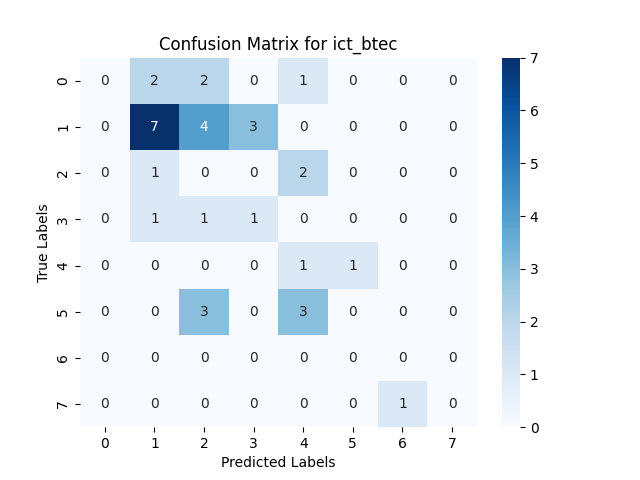 Confusion Matrix for ict_btec
True Labels
0 0 2 2 0 1 0 0 0
1 0 7 4 3 0 0 0 0
2 0 1 0 0 2 0 0 0
3 0 1 1 1 0 0 0 0
4 0 0 0 0 1 1 0 0
5 0 0 3 0 3 0 0 0
6 0 0 0 0 0 0 0 0
7 0 0 0 0 0 0 1 0
0 1 2 3 4 5 6 7
Predicted Labels
7
6
5
4
3
2
1
0